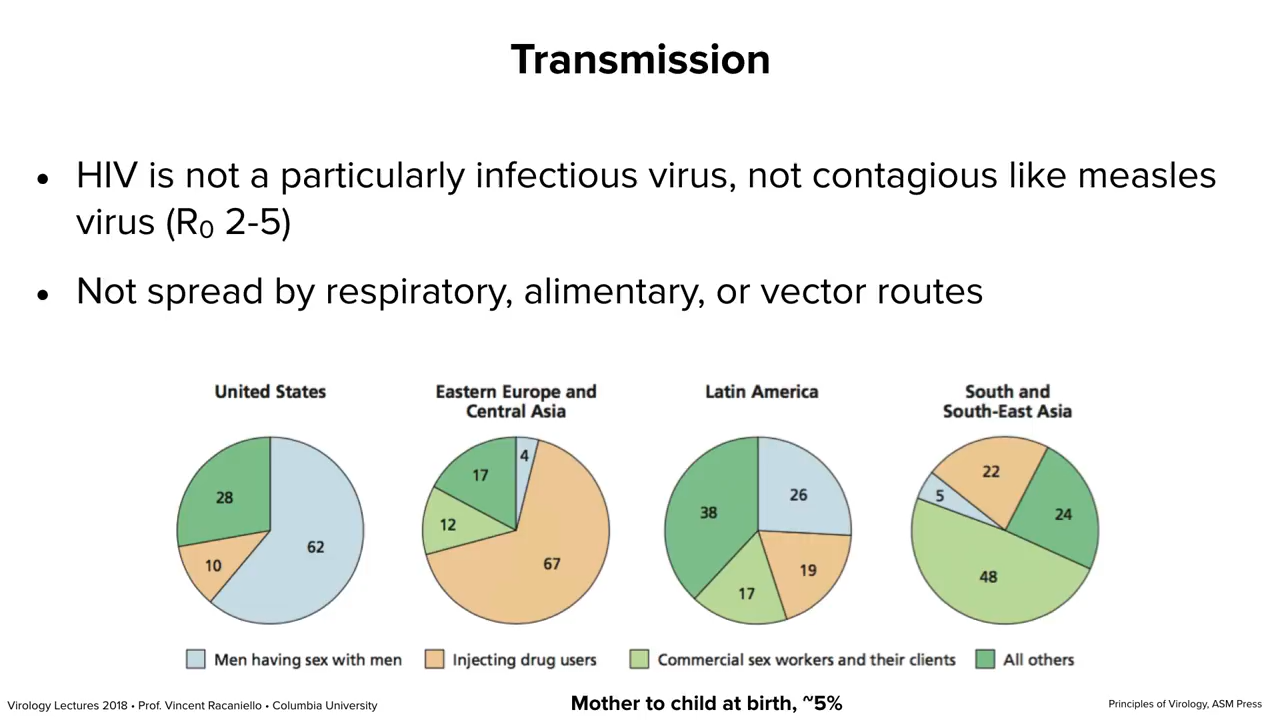 Transmission
• HIV is not a particularly infectious virus, not contagious like measles
virus (R₀ 2-5)
• Not spread by respiratory, alimentary, or vector routes
United States
28
10
62
Eastern Europe and
Central Asia
4
17
12
67
Latin America
38
26
19
17
South and
South-East Asia
22
5
24
48
Men having sex with men
Injecting drug users
Commercial sex workers and their clients
All others
Virology Lectures 2018 • Prof. Vincent Racaniello • Columbia University
Mother to child at birth, ~5%
Principles of Virology, ASM Press